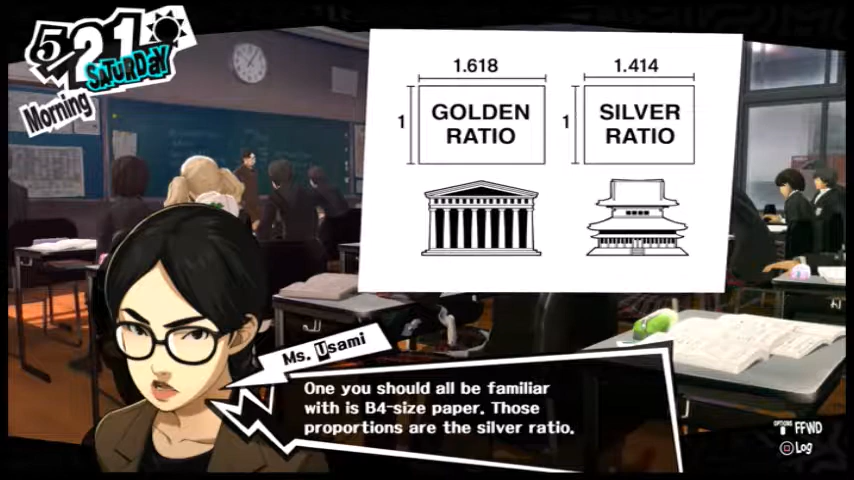 5/21
SATURDAY
Morning
1.618
1.414
1
GOLDEN
RATIO
1
SILVER
RATIO
Ms. Usami
One you should all be familiar
with is B4-size paper. Those
proportions are the silver ratio.
OPTIONS
FFWD
Log